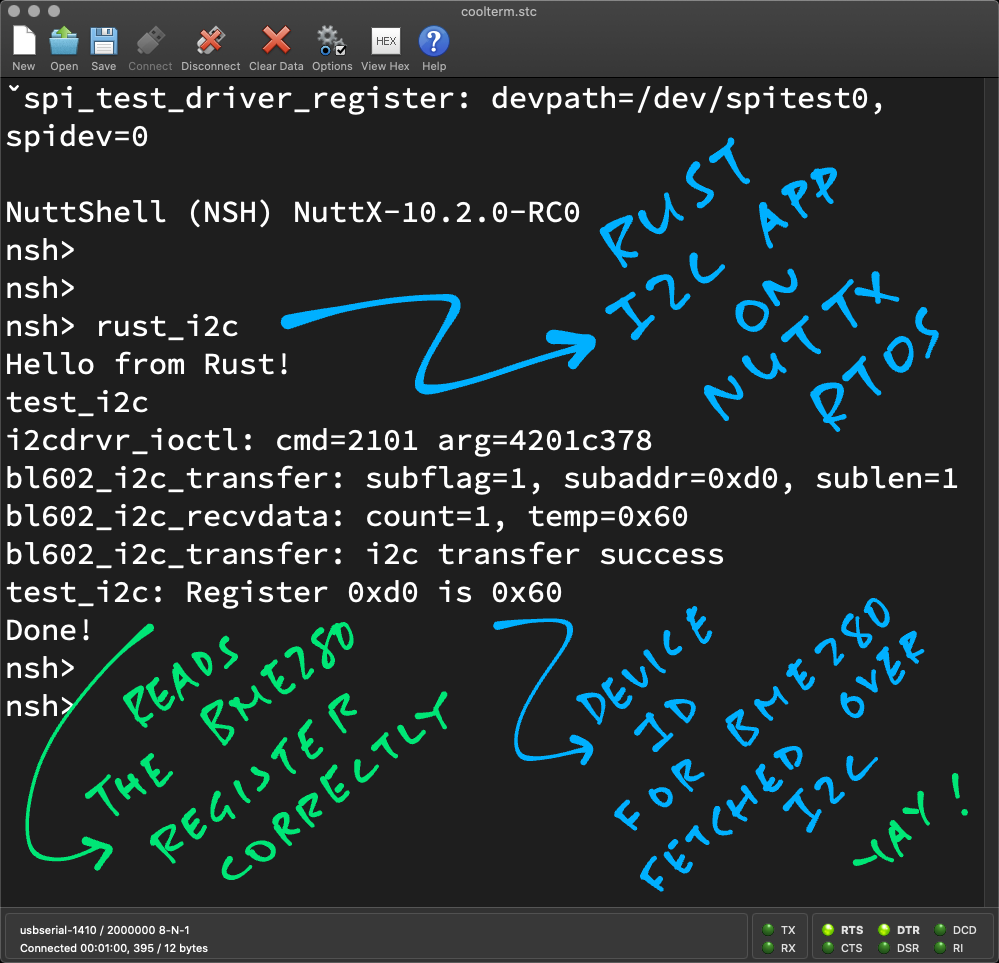 coolterm.stc
New Open Save Connect Disconnect Clear Data Options HEX View Hex ? Help
ˇspi_test_driver_register: devpath=/dev/spitest0,
spidev=0
NuttShell (NSH) NuttX-10.2.0-RC0
nsh>
nsh>
nsh> rust_i2c
Hello from Rust!
test_i2c
i2cdrvr_ioctl: cmd=2101 arg=4201c378
bl602_i2c_transfer: subflag=1, subaddr=0xd0, sublen=1
bl602_i2c_recvdata: count=1, temp=0x60
bl602_i2c_transfer: i2c transfer success
test_i2c: Register 0xd0 is 0x60
Done!
nsh>
nsh>
RUST
I2C APP
ON
NUTTX
RTOS
READS
THE BME280
REGISTER
CORRECTLY
DEVICE
ID
FOR BME280
FETCHED OVER
I2C
YAY!
usbserial-1410 / 2000000 8-N-1
Connected 00:01:00, 395 / 12 bytes
TX RTS DTR DCD
RX CTS DSR RI